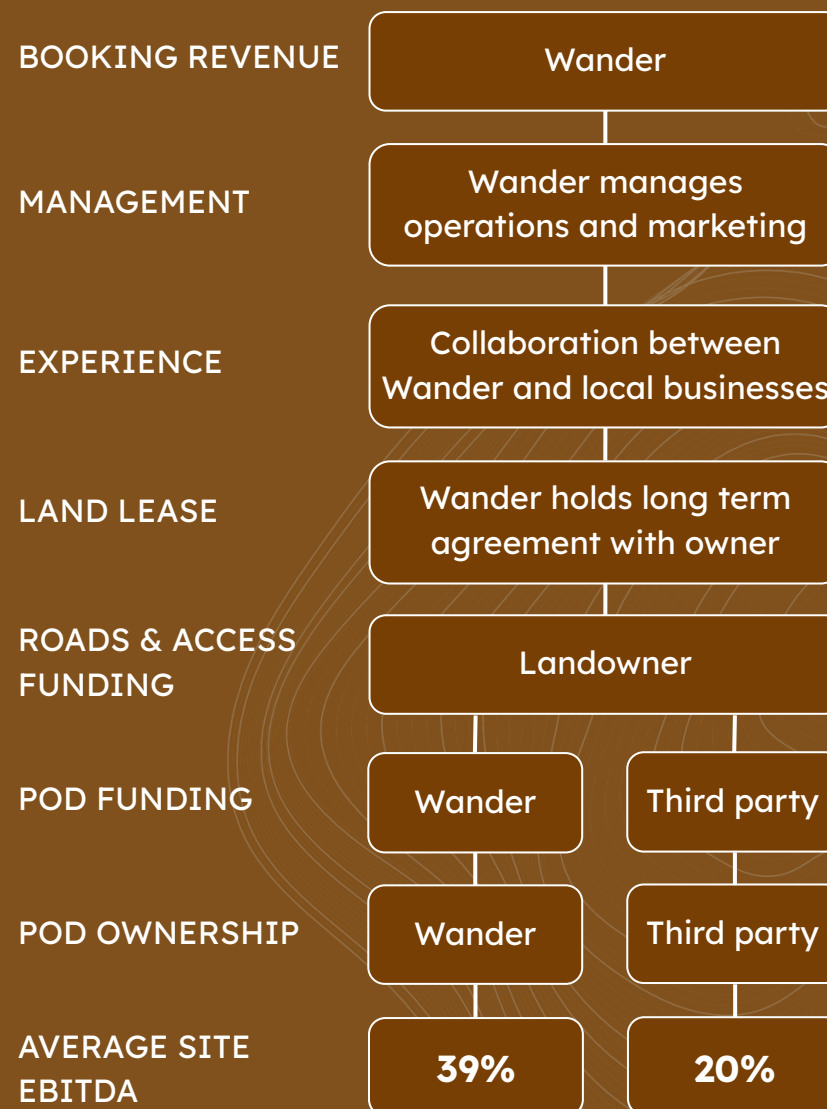 BOOKING REVENUE
Wander
MANAGEMENT
Wander manages
operations and marketing
EXPERIENCE
Collaboration between
Wander and local businesses
LAND LEASE
Wander holds long term
agreement with owner
ROADS & ACCESS
FUNDING
Landowner
POD FUNDING
Wander
Third party
POD OWNERSHIP
Wander
Third party
AVERAGE SITE
EBITDA
39%
20%